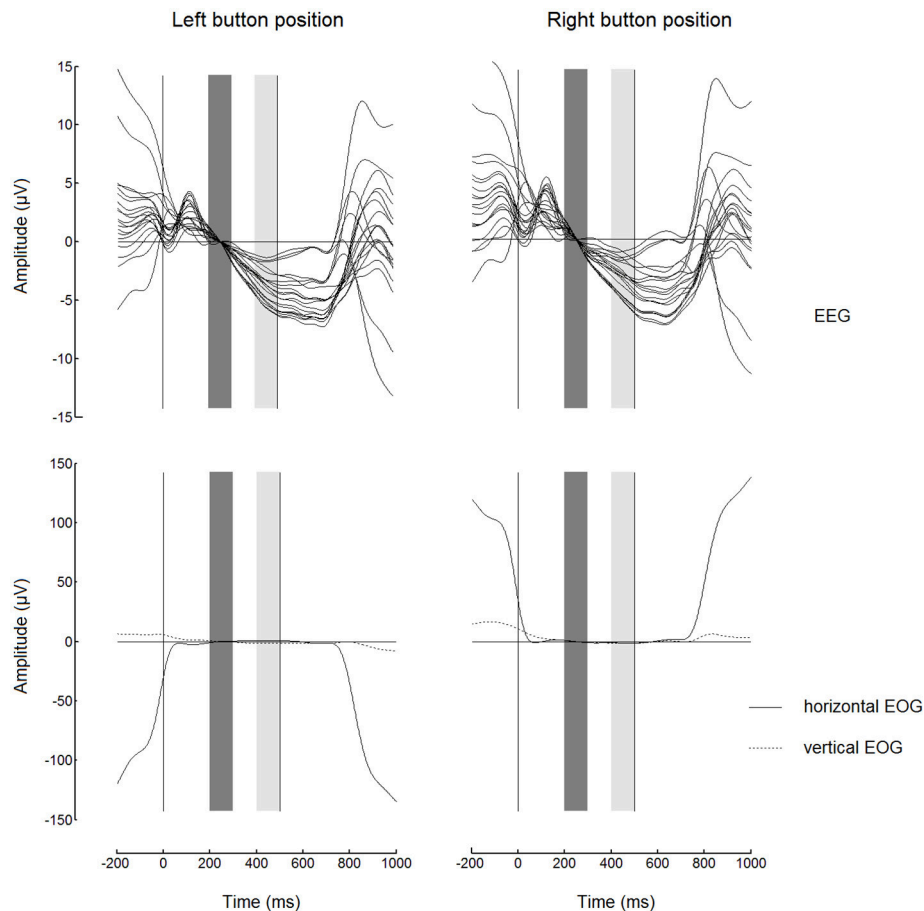 Left button position
Right button position
15
10
5
0
-5
-10
-15
Amplitude (µV)
EEG
150
100
50
0
-50
-100
-150
Amplitude (µV)
horizontal EOG
vertical EOG
-200 0 200 400 600 800 1000
-200 0 200 400 600 800 1000
Time (ms)
Time (ms)